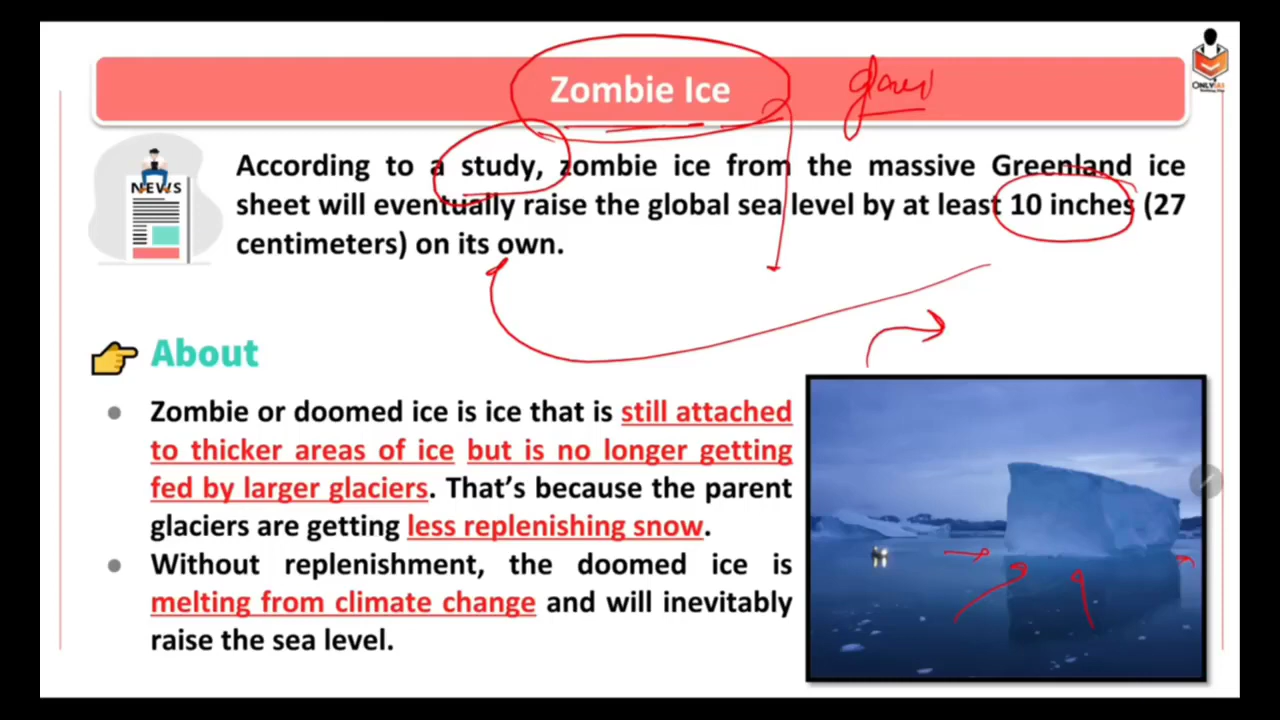 Zombie Ice
ONLY
NEWS
According to a study, zombie ice from the massive Greenland ice
sheet will eventually raise the global sea level by at least 10 inches (27
centimeters) on its own.
About
Zombie or doomed ice is ice that is still attached
to thicker areas of ice but is no longer getting
fed by larger glaciers. That's because the parent
glaciers are getting less replenishing snow.
Without replenishment, the doomed ice is
melting from climate change and will inevitably
raise the sea level.